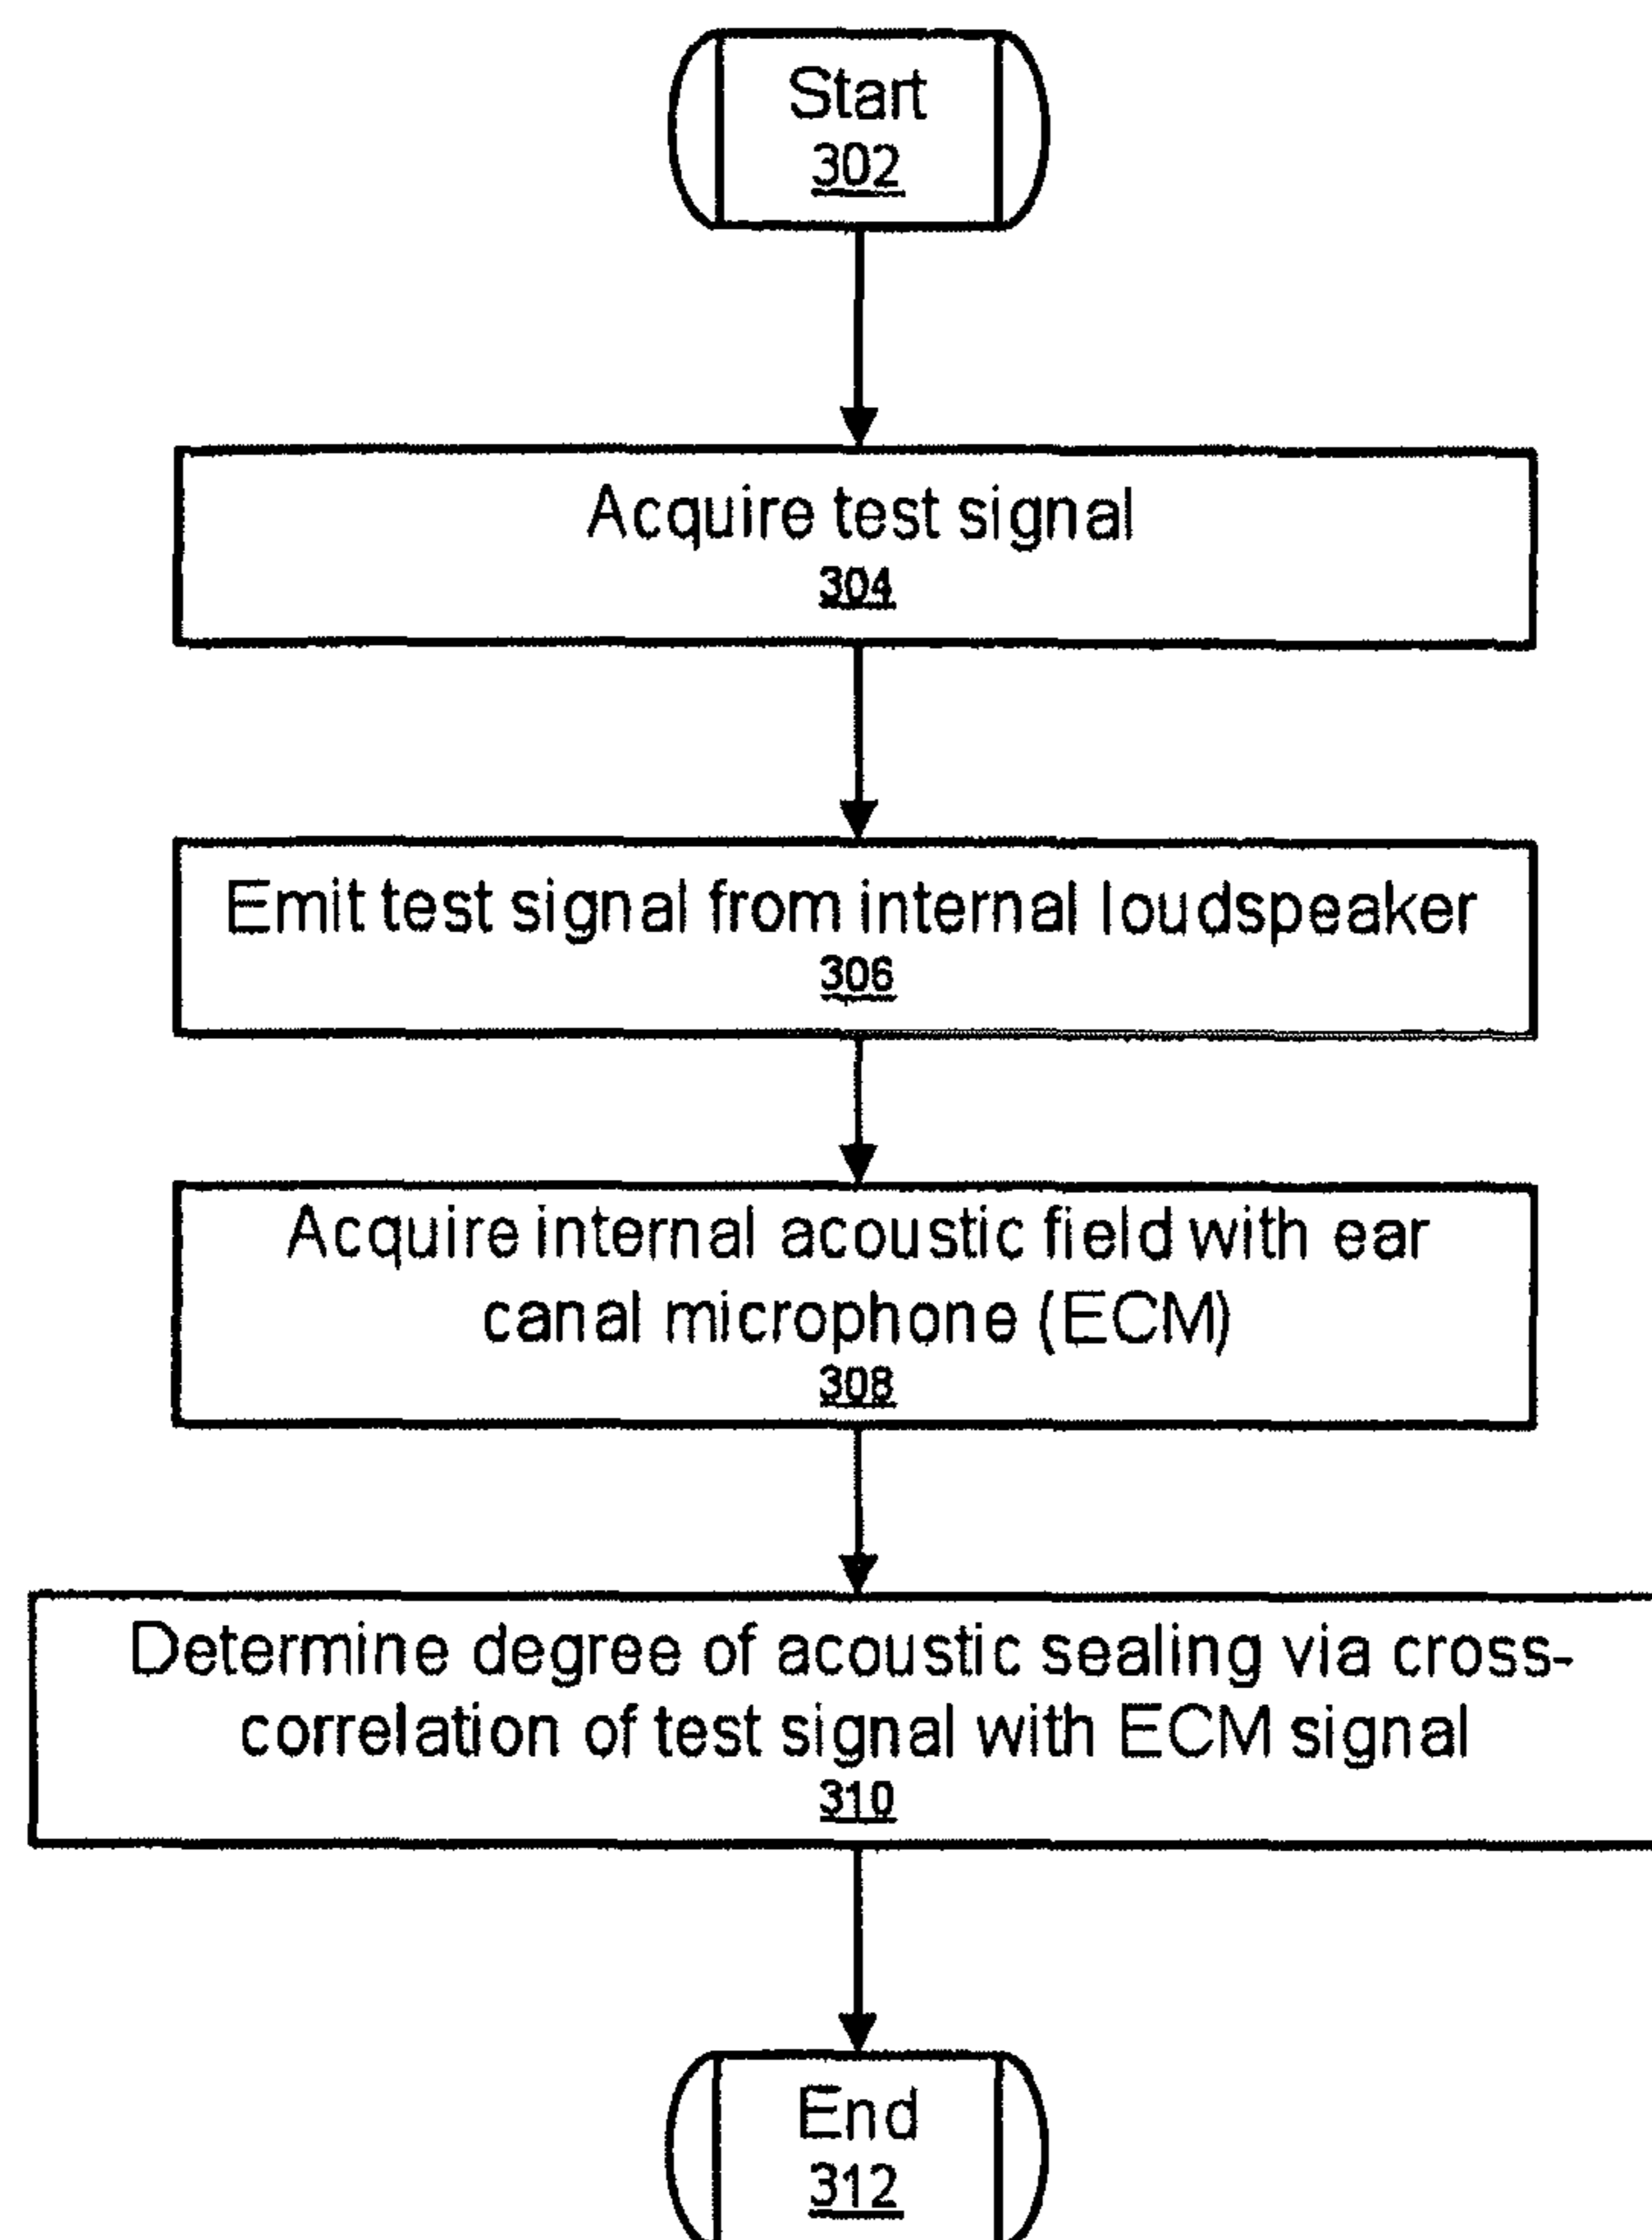 Start
302
Acquire test signal
304
Emit test signal from internal loudspeaker
306
Acquire internal acoustic field with ear
canal microphone (ECM)
308
Determine degree of acoustic sealing via cross-
correlation of test signal with ECM signal
310
End
312